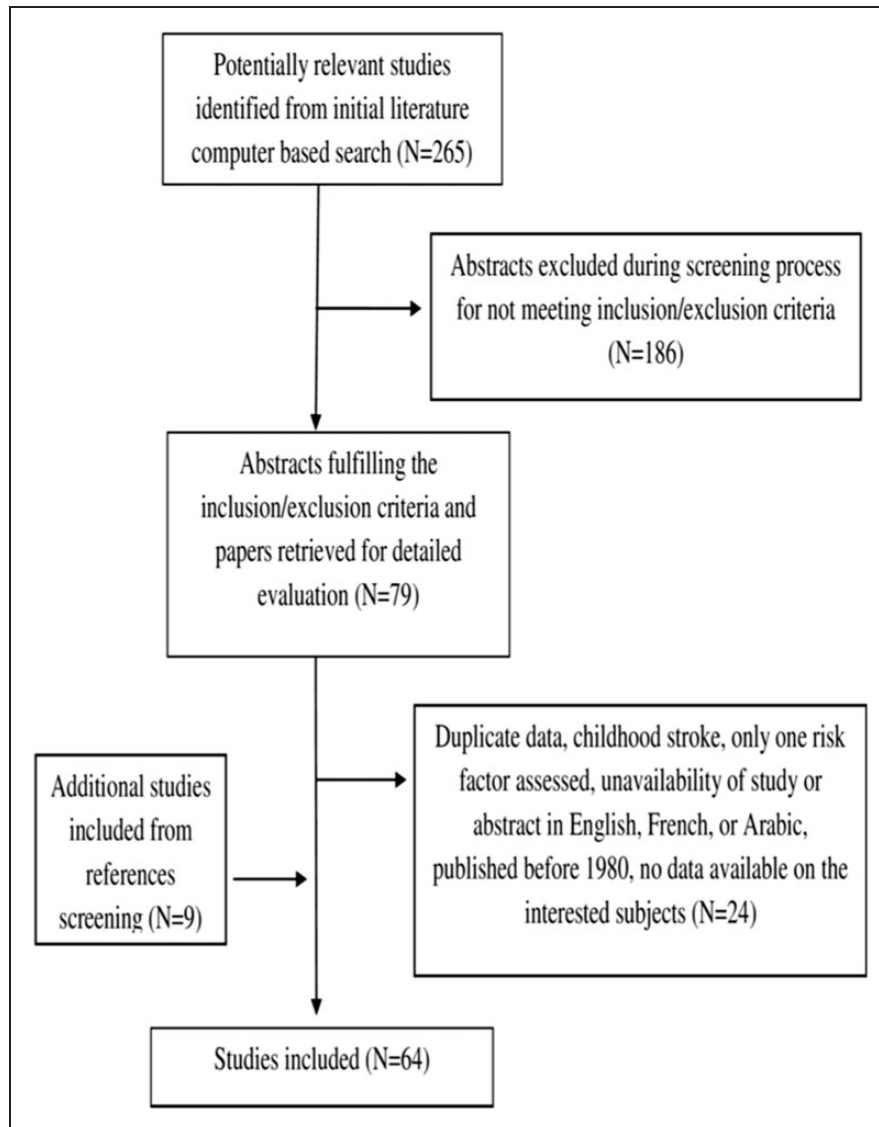 Potentially relevant studies
identified from initial literature
computer based search (N=265)
Abstracts excluded during screening process
for not meeting inclusion/exclusion criteria
(N=186)
Abstracts fulfilling the
inclusion/exclusion criteria and
papers retrieved for detailed
evaluation (N=79)
Duplicate data, childhood stroke, only one risk
factor assessed, unavailability of study or
abstract in English, French, or Arabic,
published before 1980, no data available on the
interested subjects (N=24)
Additional studies
included from
references
screening (N=9)
Studies included (N=64)